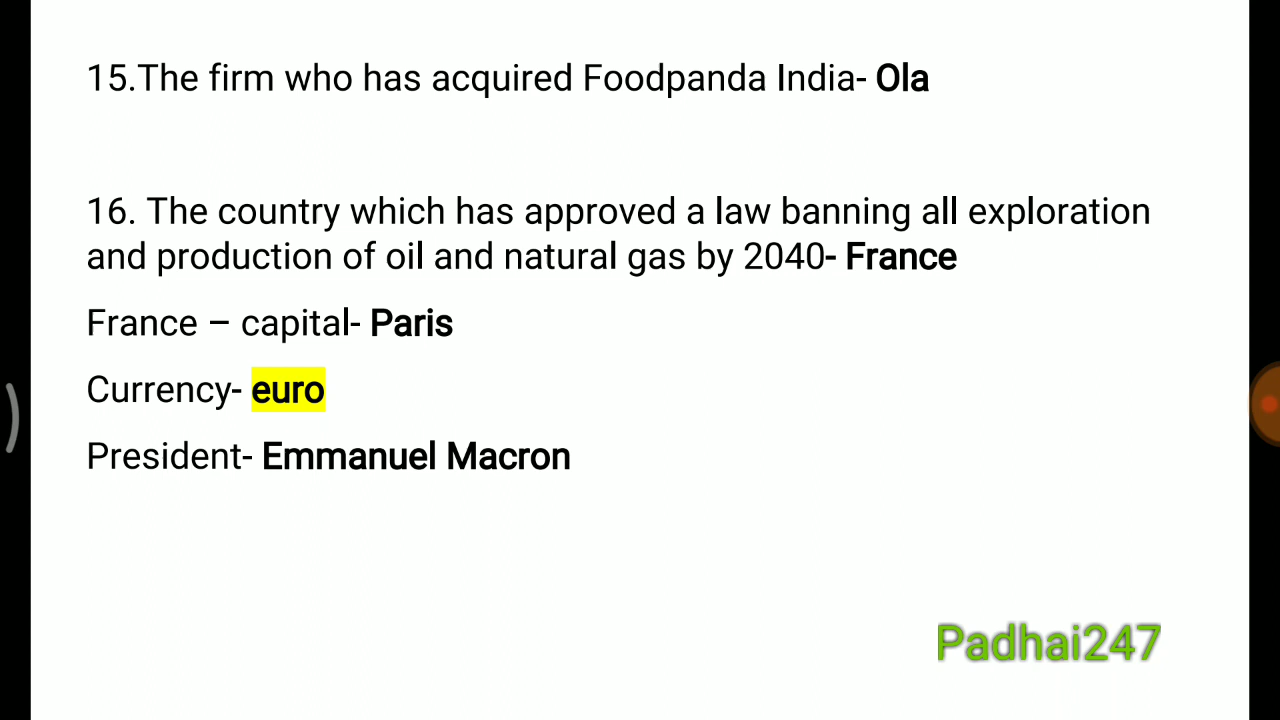 15.The firm who has acquired Foodpanda India- Ola
16. The country which has approved a law banning all exploration
and production of oil and natural gas by 2040- France
France – capital- Paris
Currency- euro
President- Emmanuel Macron
Padhai247